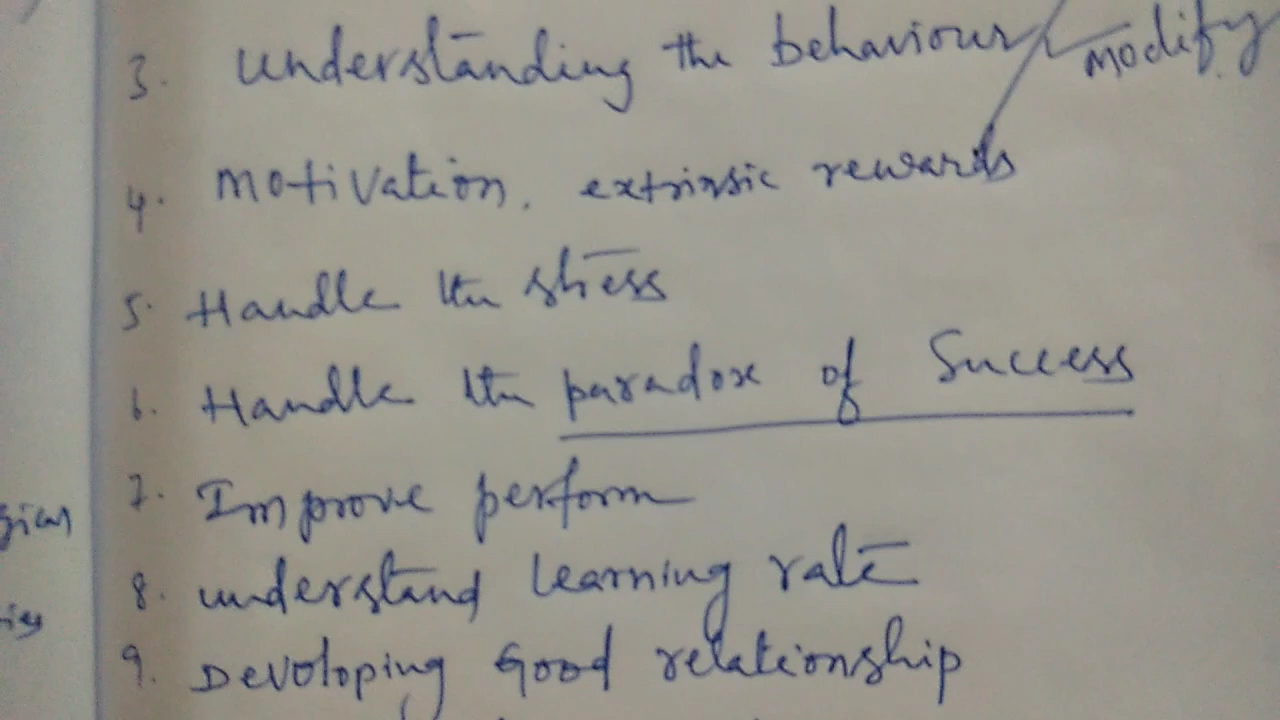 3. understanding the behaviour / modify
4. motivation, extrinsic rewards
5. Handle the stress
6. Handle the paradox of Success
7. Improve perform
8. understand learning rate
9. Devoloping Good relationship